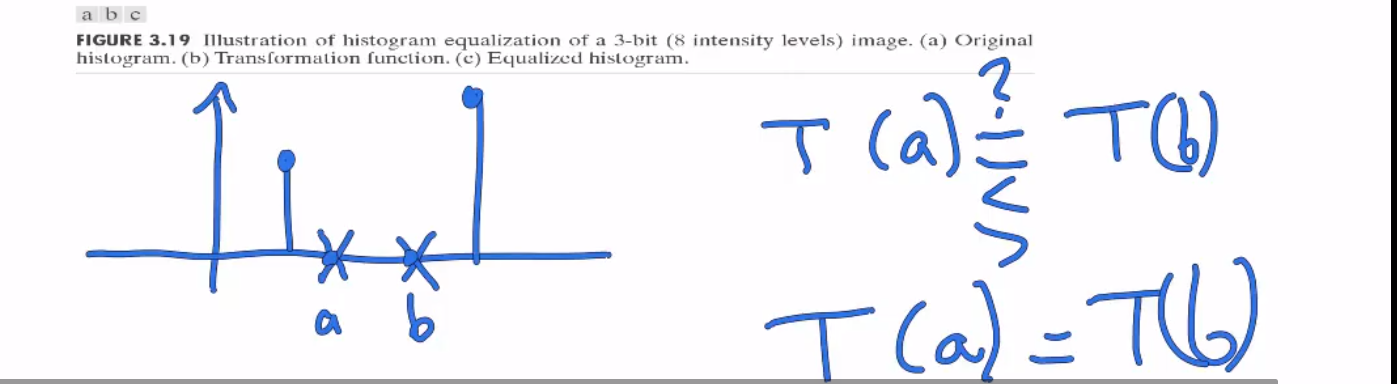 a b c
FIGURE 3.19 Illustration of histogram equalization of a 3-bit (8 intensity levels) image. (a) Original
histogram. (b) Transformation function. (c) Equalized histogram.
T(a) ? = < > T(b)
a b
T(a) = T(b)